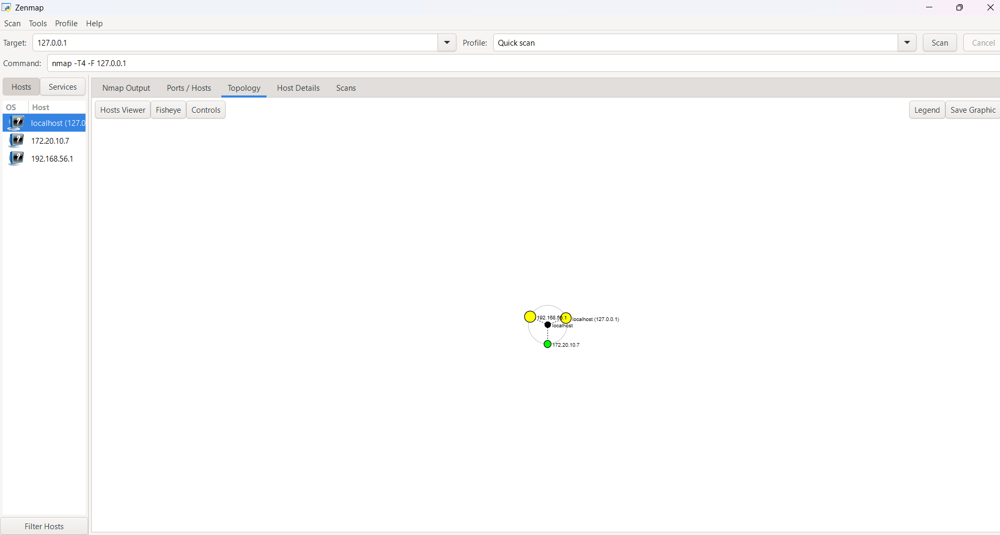 Zenmap
Scan Tools Profile Help
Target: 127.0.0.1 Profile: Quick scan Scan Cancel
Command: nmap -T4 -F 127.0.0.1
Hosts Services
Nmap Output Ports / Hosts Topology Host Details Scans
OS Host
localhost (127.0
172.20.10.7
192.168.56.1
Hosts Viewer Fisheye Controls Legend Save Graphic
192.168.56.1
localhost (127.0.0.1)
localhost
172.20.10.7
Filter Hosts